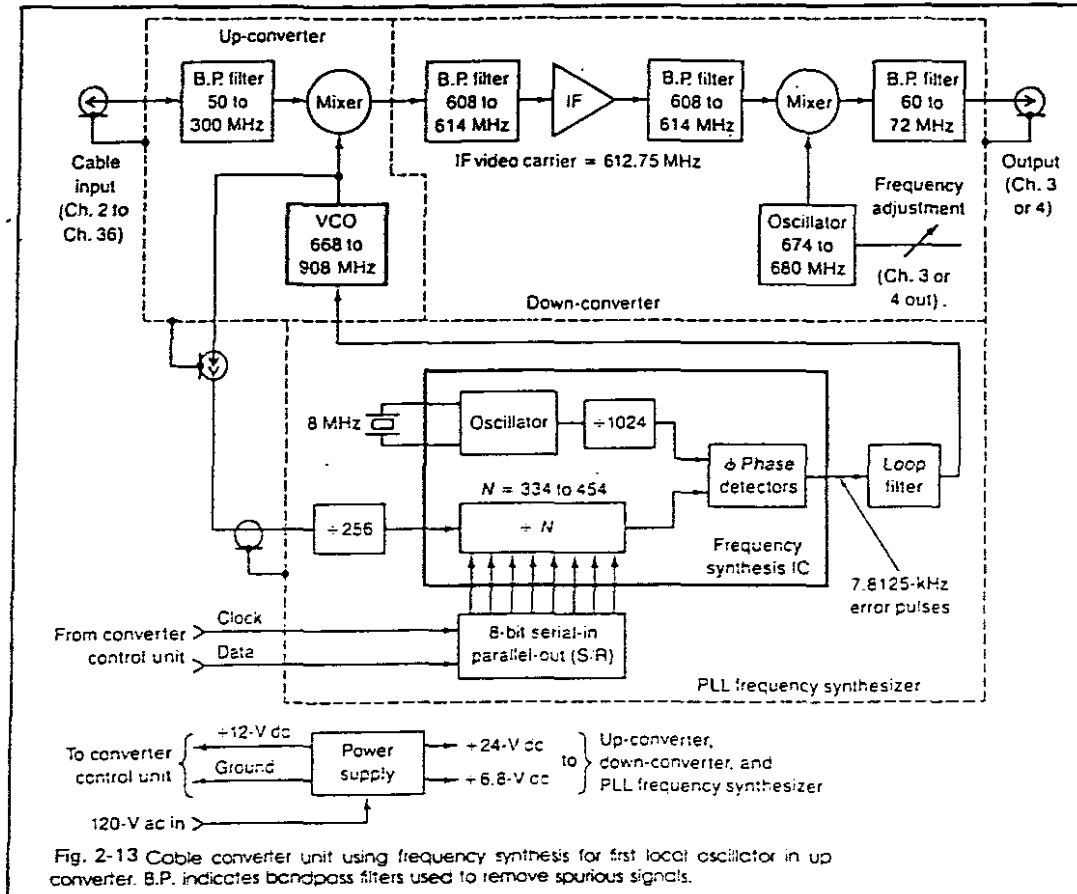 Up-converter
B.P. filter
50 to
300 MHz
Mixer
B.P. filter
608 to
614 MHz
IF
B.P. filter
608 to
614 MHz
Mixer
B.P. filter
60 to
72 MHz
IF video carrier = 612.75 MHz
Cable
input
(Ch. 2 to
Ch. 36)
Output
(Ch. 3
or 4)
VCO
668 to
908 MHz
Oscillator
674 to
680 MHz
Frequency
adjustment
(Ch. 3 or
4 out).
Down-converter
8 MHz
Oscillator
÷1024
ϕ Phase
detectors
Loop
filter
N = 334 to 454
÷256
÷ N
Frequency
synthesis IC
7.8125-kHz
error pulses
From converter
control unit
Clock
Data
8-bit serial-in
parallel-out (S/R)
PLL frequency synthesizer
To converter
control unit
+12-V dc
Ground
Power
supply
+24-V dc
+6.8-V dc
to
Up-converter,
down-converter, and
PLL frequency synthesizer
120-V ac in
Fig. 2-13 Cable converter unit using frequency synthesis for first local oscillator in up
converter. B.P. indicates bandpass filters used to remove spurious signals.